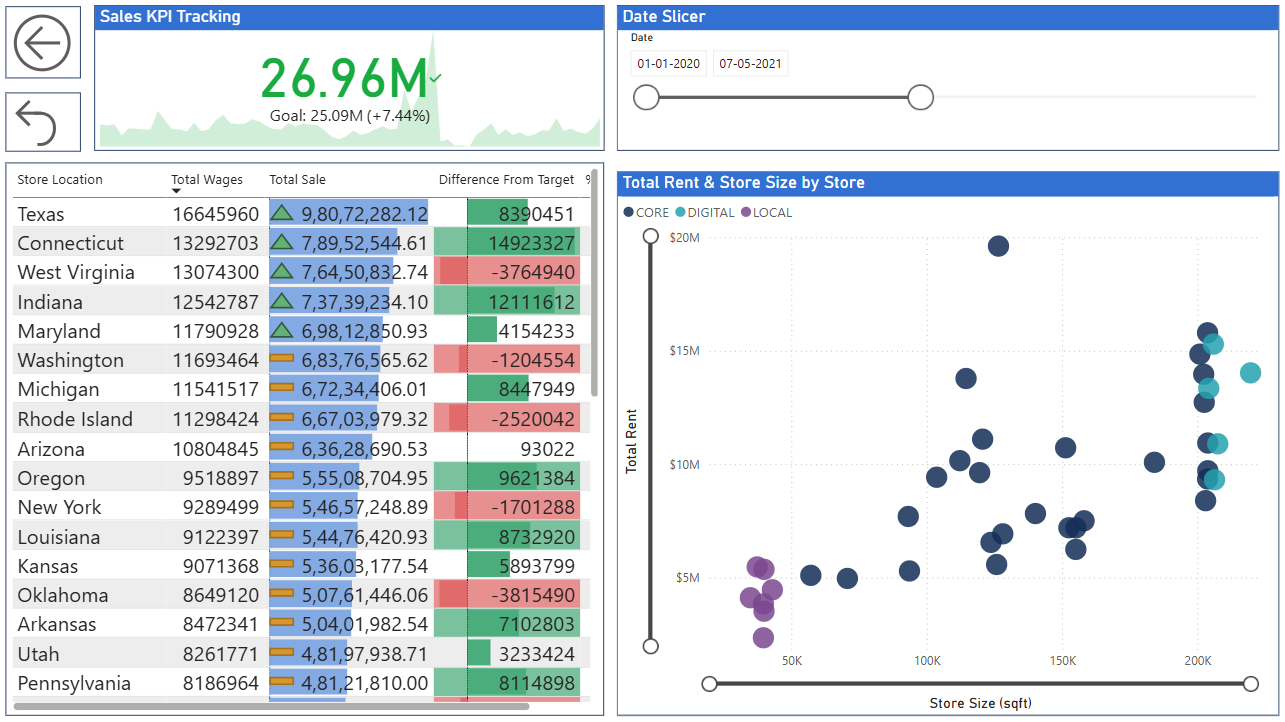 Sales KPI Tracking
26.96M
Goal: 25.09M (+7.44%)
Date Slicer
Date
01-01-2020 07-05-2021
Store Location Total Wages Total Sale Difference From Target %
Texas 16645960 9,80,72,282.12 8390451
Connecticut 13292703 7,89,52,544.61 14923327
West Virginia 13074300 7,64,50,832.74 -3764940
Indiana 12542787 7,37,39,234.10 12111612
Maryland 11790928 6,98,12,850.93 4154233
Washington 11693464 6,83,76,565.62 -1204554
Michigan 11541517 6,72,34,406.01 8447949
Rhode Island 11298424 6,67,03,979.32 -2520042
Arizona 10804845 6,36,28,690.53 93022
Oregon 9518897 5,55,08,704.95 9621384
New York 9289499 5,46,57,248.89 -1701288
Louisiana 9122397 5,44,76,420.93 8732920
Kansas 9071368 5,36,03,177.54 5893799
Oklahoma 8649120 5,07,61,446.06 -3815490
Arkansas 8472341 5,04,01,982.54 7102803
Utah 8261771 4,81,97,938.71 3233424
Pennsylvania 8186964 4,81,21,810.00 8114898
Total Rent & Store Size by Store
CORE DIGITAL LOCAL
$20M
$15M
$10M
$5M
Total Rent
50K 100K 150K 200K
Store Size (sqft)